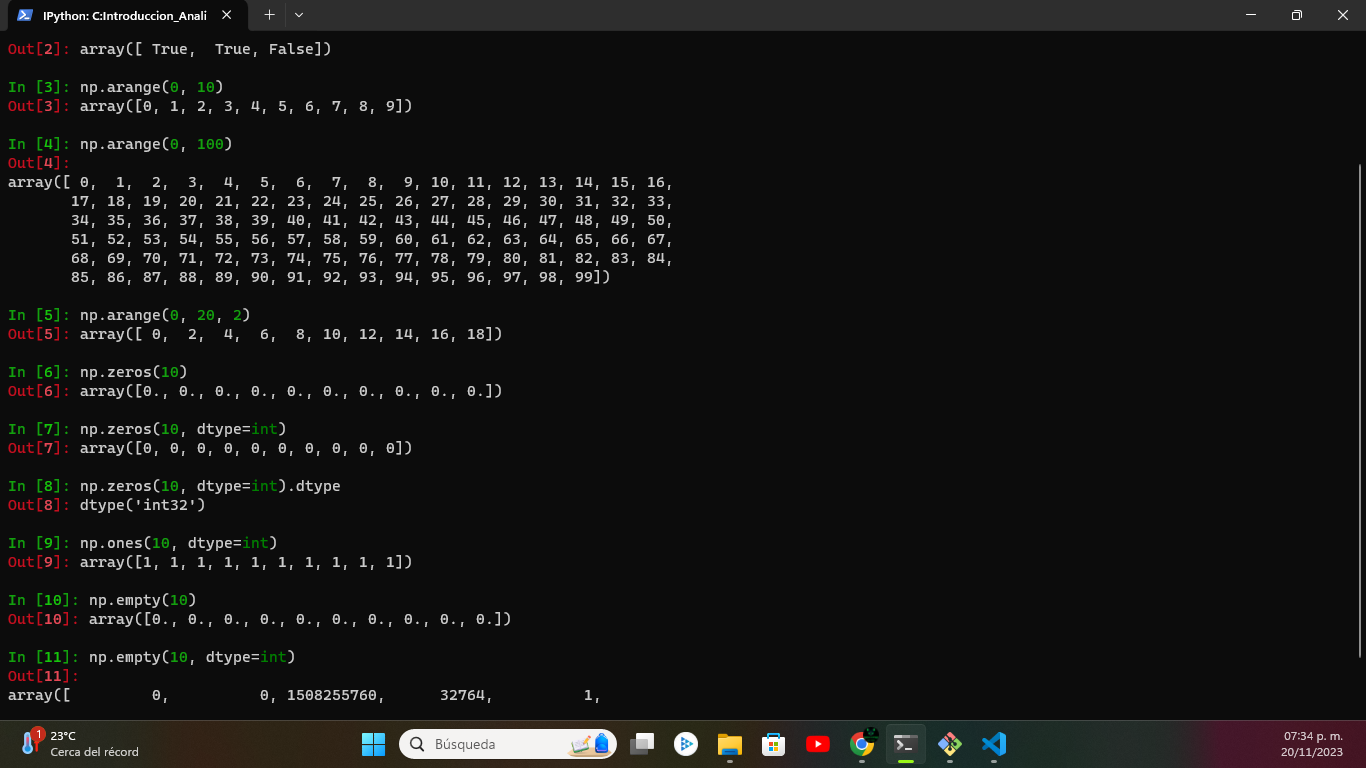 IPython: C:Introduccion_Anali
Out[2]: array([ True,  True, False])
In [3]: np.arange(0, 10)
Out[3]: array([0, 1, 2, 3, 4, 5, 6, 7, 8, 9])
In [4]: np.arange(0, 100)
Out[4]:
array([ 0,  1,  2,  3,  4,  5,  6,  7,  8,  9, 10, 11, 12, 13, 14, 15, 16,
       17, 18, 19, 20, 21, 22, 23, 24, 25, 26, 27, 28, 29, 30, 31, 32, 33,
       34, 35, 36, 37, 38, 39, 40, 41, 42, 43, 44, 45, 46, 47, 48, 49, 50,
       51, 52, 53, 54, 55, 56, 57, 58, 59, 60, 61, 62, 63, 64, 65, 66, 67,
       68, 69, 70, 71, 72, 73, 74, 75, 76, 77, 78, 79, 80, 81, 82, 83, 84,
       85, 86, 87, 88, 89, 90, 91, 92, 93, 94, 95, 96, 97, 98, 99])
In [5]: np.arange(0, 20, 2)
Out[5]: array([ 0,  2,  4,  6,  8, 10, 12, 14, 16, 18])
In [6]: np.zeros(10)
Out[6]: array([0., 0., 0., 0., 0., 0., 0., 0., 0., 0.])
In [7]: np.zeros(10, dtype=int)
Out[7]: array([0, 0, 0, 0, 0, 0, 0, 0, 0, 0])
In [8]: np.zeros(10, dtype=int).dtype
Out[8]: dtype('int32')
In [9]: np.ones(10, dtype=int)
Out[9]: array([1, 1, 1, 1, 1, 1, 1, 1, 1, 1])
In [10]: np.empty(10)
Out[10]: array([0., 0., 0., 0., 0., 0., 0., 0., 0., 0.])
In [11]: np.empty(10, dtype=int)
Out[11]:
array([         0,          0, 1508255760,      32764,          1,
1
23°C
Cerca del récord
Búsqueda
07:34 p. m.
20/11/2023